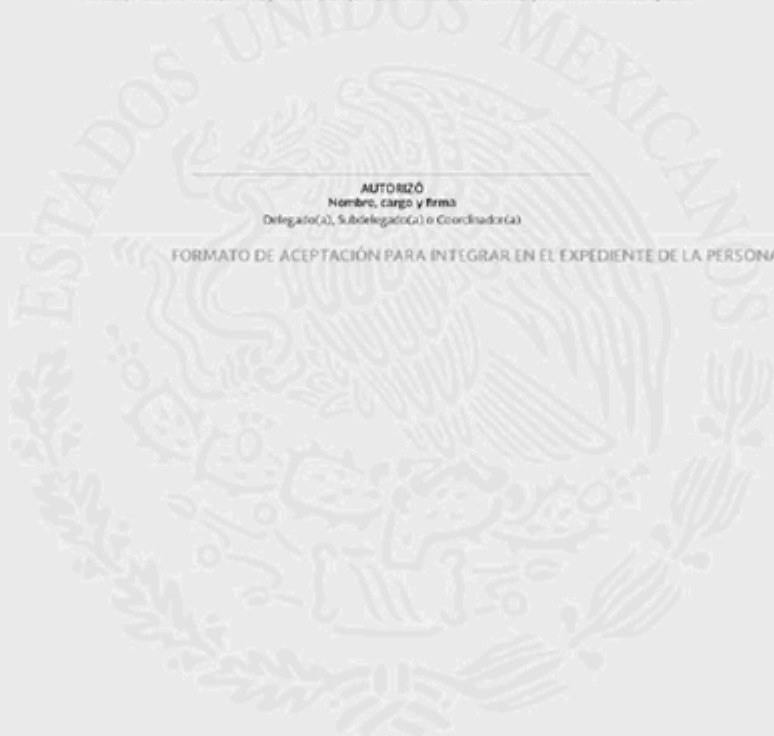 ESTADOS UNIDOS MEXICANOS
AUTORIZÓ
Nombre, cargo y firma
Delegado(a), Subdelegado(a) o Coordinador(a)
FORMATO DE ACEPTACIÓN PARA INTEGRAR EN EL EXPEDIENTE DE LA PERSONA